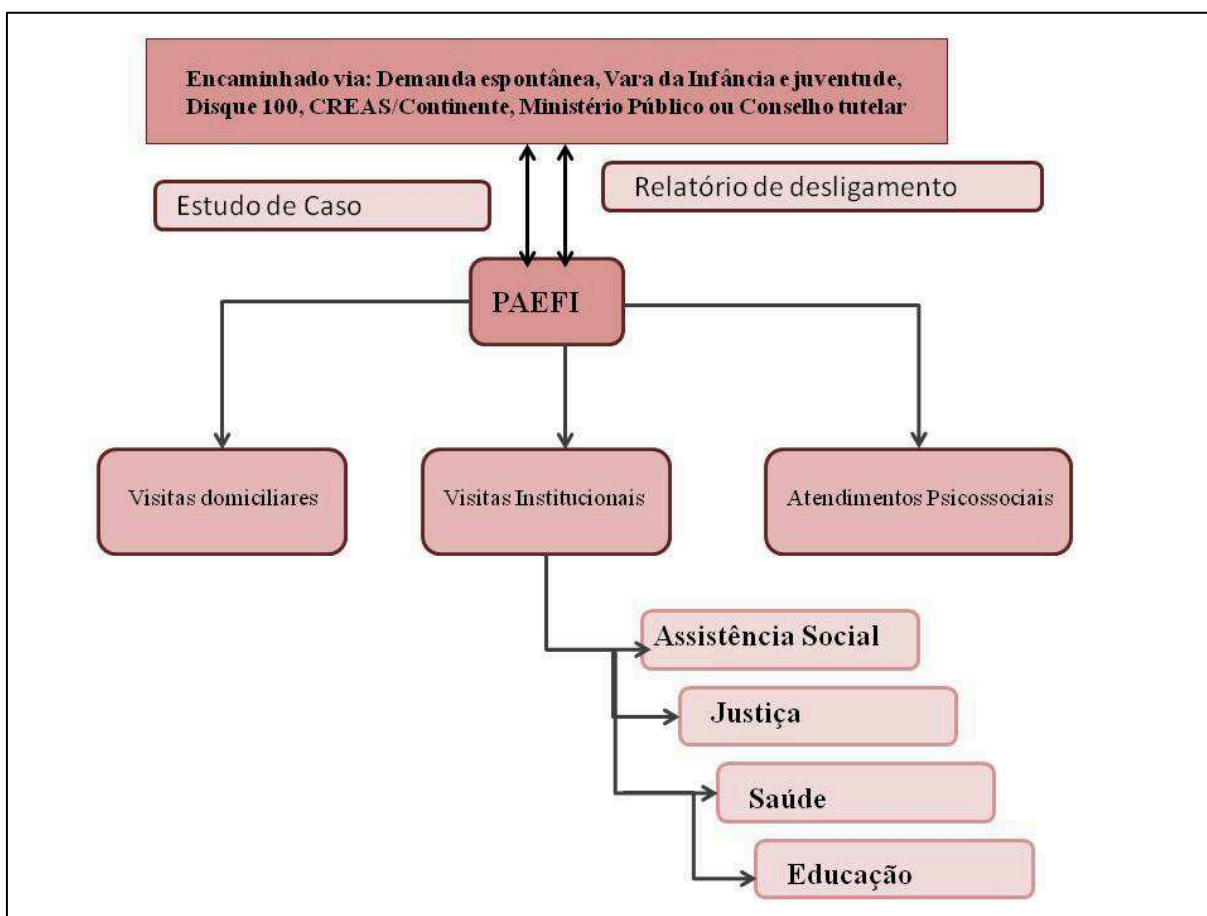 Encaminhado via: Demanda espontânea, Vara da Infância e juventude,
Disque 100, CREAS/Continente, Ministério Público ou Conselho tutelar
Estudo de Caso
Relatório de desligamento
PAEFI
Visitas domiciliares
Visitas Institucionais
Atendimentos Psicossociais
Assistência Social
Justiça
Saúde
Educação